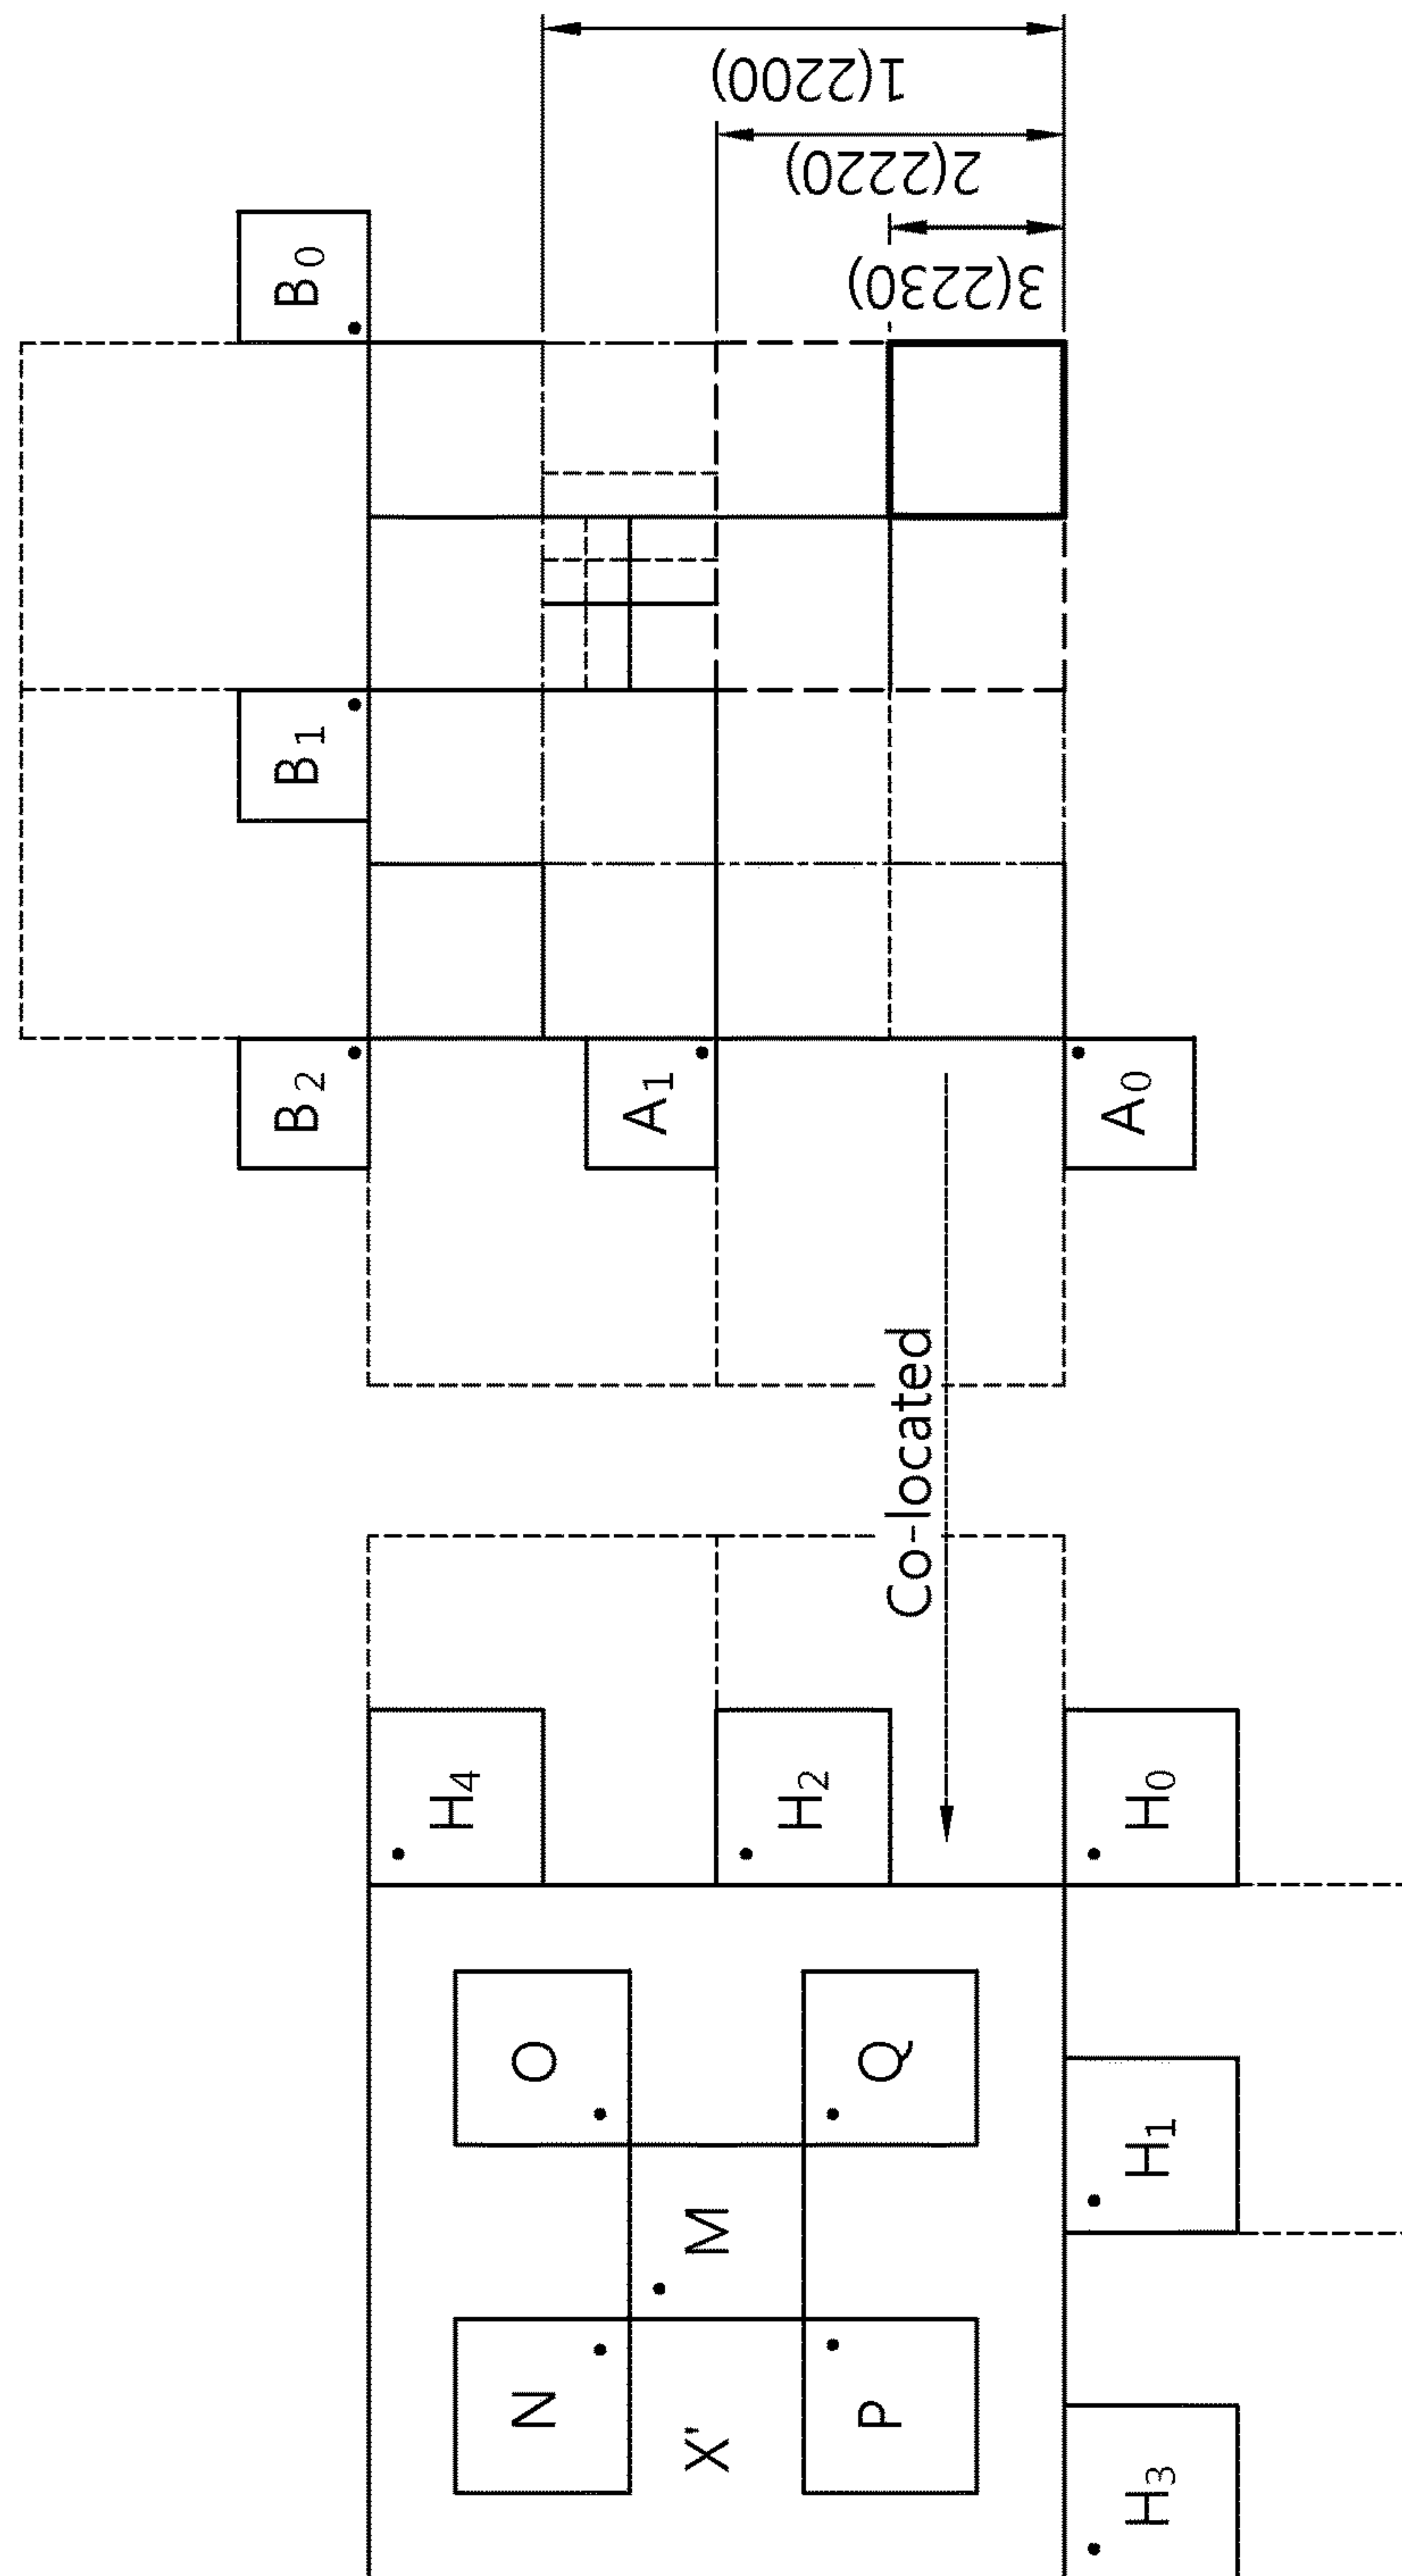 1(2200)
2(2220)
3(2230)
B0
B1
B2
A1
A0
Co-located
H4
H2
H0
O
Q
M
H1
N
X'
P
H3